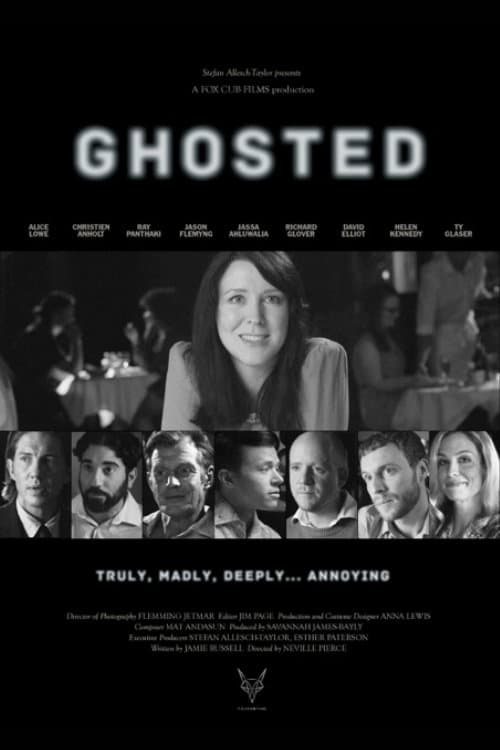 Stefan Allesch-Taylor presents
A FOX CUB FILMS production
GHOSTED
ALICE LOWE CHRISTIEN ANHOLT RAY PANTHAKI JASON FLEMYNG JASSA AHLUWALIA RICHARD GLOVER DAVID ELLIOT HELEN KENNEDY TY GLASER
TRULY, MADLY, DEEPLY... ANNOYING
Director of Photography FLEMMING JETMAR Editor JIM PAGE Production and Costume Designer ANNA LEWIS
Composer MAT ANDASUN Produced by SAVANNAH JAMES-BAYLY
Executive Producers STEFAN ALLESCH-TAYLOR, ESTHER PATERSON
Written by JAMIE RUSSELL Directed by NEVILLE PIERCE